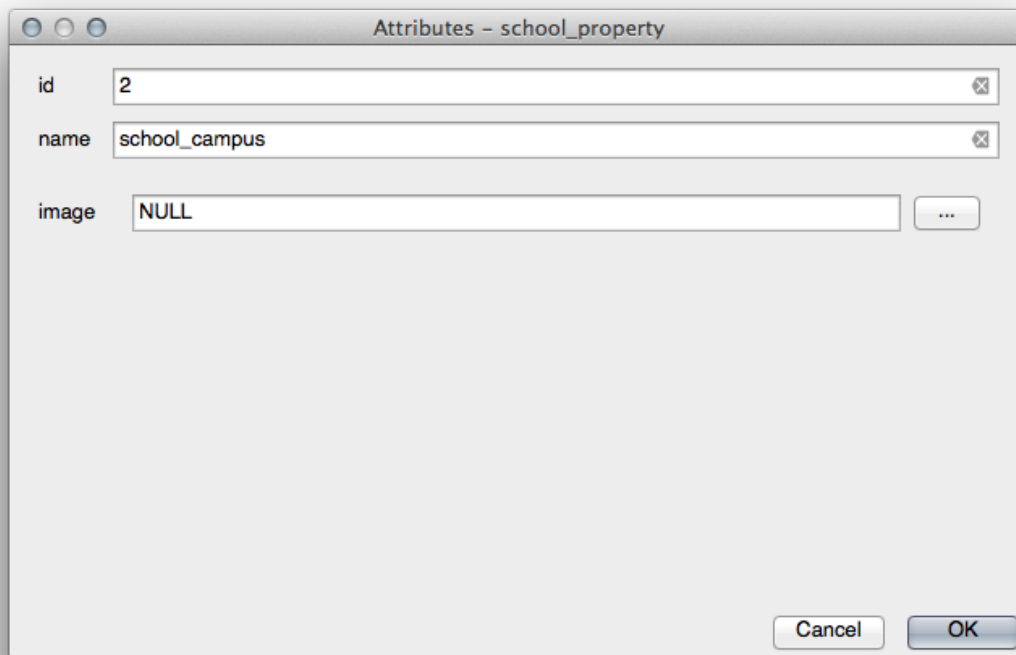 Attributes - school_property
id 2
name school_campus
image NULL ...
Cancel OK